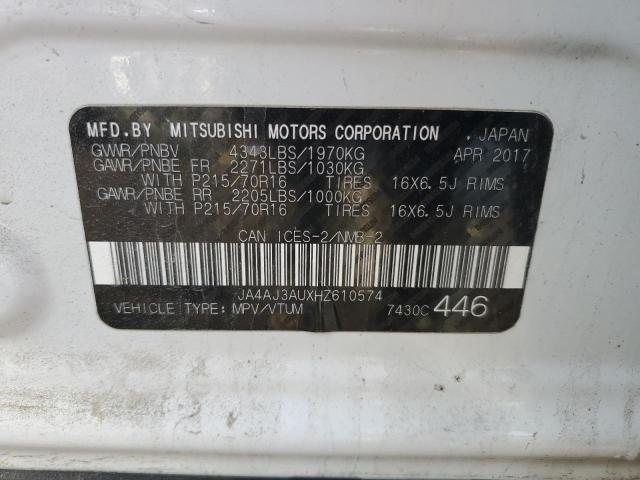 MFD.BY MITSUBISHI MOTORS CORPORATION . JAPAN
GVWR/PNBV 4343LBS/1970KG APR 2017
GAWR/PNBE FR 2271LBS/1030KG
WITH P215/70R16 TIRES 16X6.5J RIMS
GAWR/PNBE RR 2205LBS/1000KG
WITH P215/70R16 TIRES 16X6.5J RIMS
CAN ICES-2/NMB-2
JA4AJ3AUXHZ610574
VEHICLE TYPE: MPV/VTUM 7430C 446